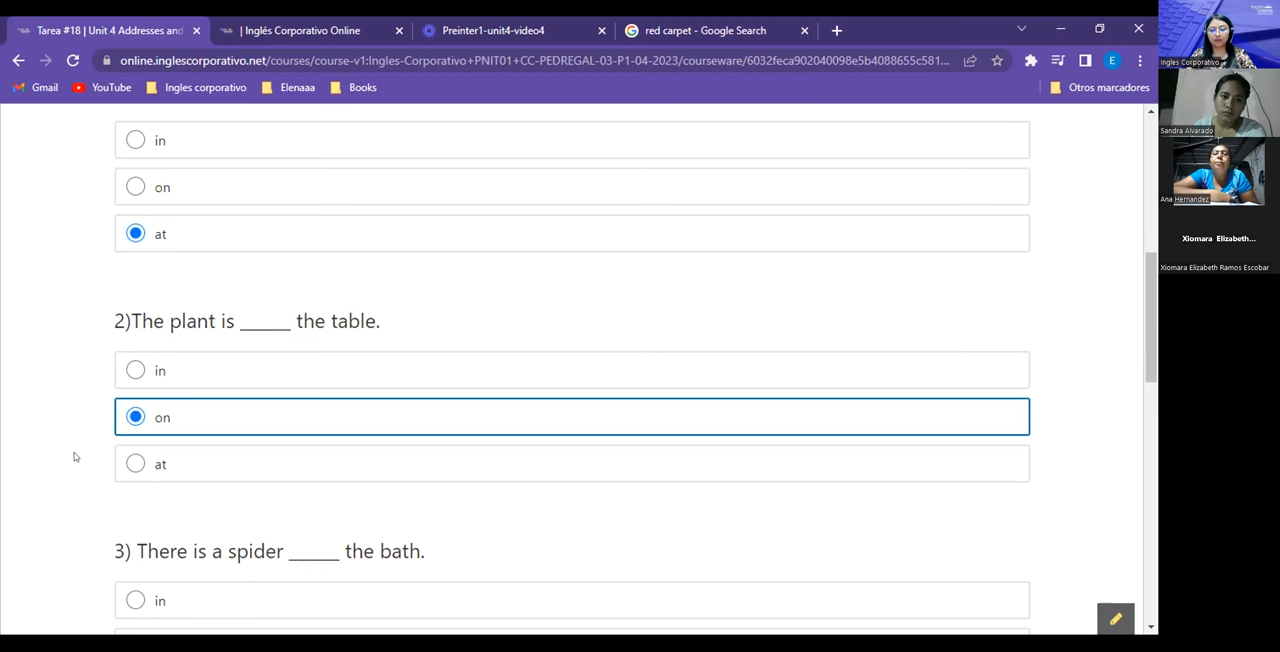 Tarea #18 | Unit 4 Addresses and
| Inglés Corporativo Online
Preinter1-unit4-video4
red carpet - Google Search
online.inglescorporativo.net/courses/course-v1:Ingles-Corporativo+PNIT01+CC-PEDREGAL-03-P1-04-2023/courseware/6032feca902040098e5b4088655c581...
E
Gmail
YouTube
Ingles corporativo
Elenaaa
Books
Otros marcadores
in
on
at
2)The plant is ______ the table.
in
on
at
3) There is a spider ______ the bath.
in
Ingles Corporativo
Sandra Alvarado
Ana Hernandez
Xiomara Elizabeth...
Xiomara Elizabeth Ramos Escobar